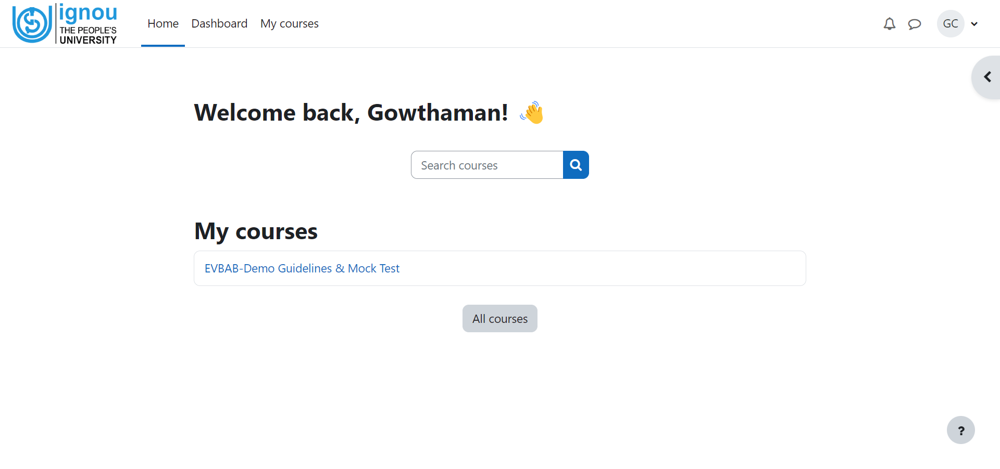 ignou
THE PEOPLE'S
UNIVERSITY
Home Dashboard My courses
GC
Welcome back, Gowthaman! 👋
Search courses
My courses
EVBAB-Demo Guidelines & Mock Test
All courses
?